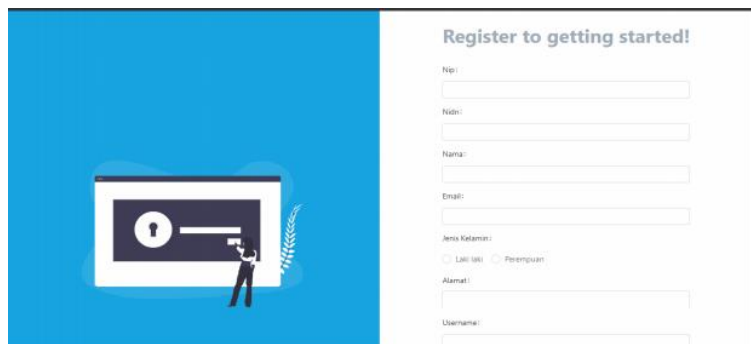 Register to getting started!
Nip :
Nidn :
Nama :
Email :
Jenis Kelamin :
Laki laki Perempuan
Alamat :
Username :